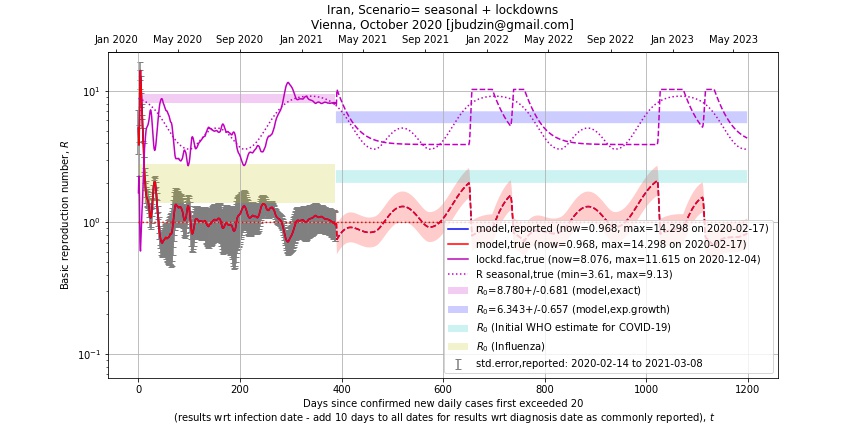 Iran, Scenario= seasonal + lockdowns
Vienna, October 2020 [jbudzin@gmail.com]
Jan 2020 May 2020 Sep 2020 Jan 2021 May 2021 Sep 2021 Jan 2022 May 2022 Sep 2022 Jan 2023 May 2023
Basic reproduction number, R
10¹
10⁰
10⁻¹
model,reported (now=0.968, max=14.298 on 2020-02-17)
model,true (now=0.968, max=14.298 on 2020-02-17)
lockd.fac,true (now=8.076, max=11.615 on 2020-12-04)
R seasonal,true (min=3.61, max=9.13)
R₀=8.780+/-0.681 (model,exact)
R₀=6.343+/-0.657 (model,exp.growth)
R₀ (Initial WHO estimate for COVID-19)
R₀ (Influenza)
std.error,reported: 2020-02-14 to 2021-03-08
0 200 400 600 800 1000 1200
Days since confirmed new daily cases first exceeded 20
(results wrt infection date - add 10 days to all dates for results wrt diagnosis date as commonly reported), t